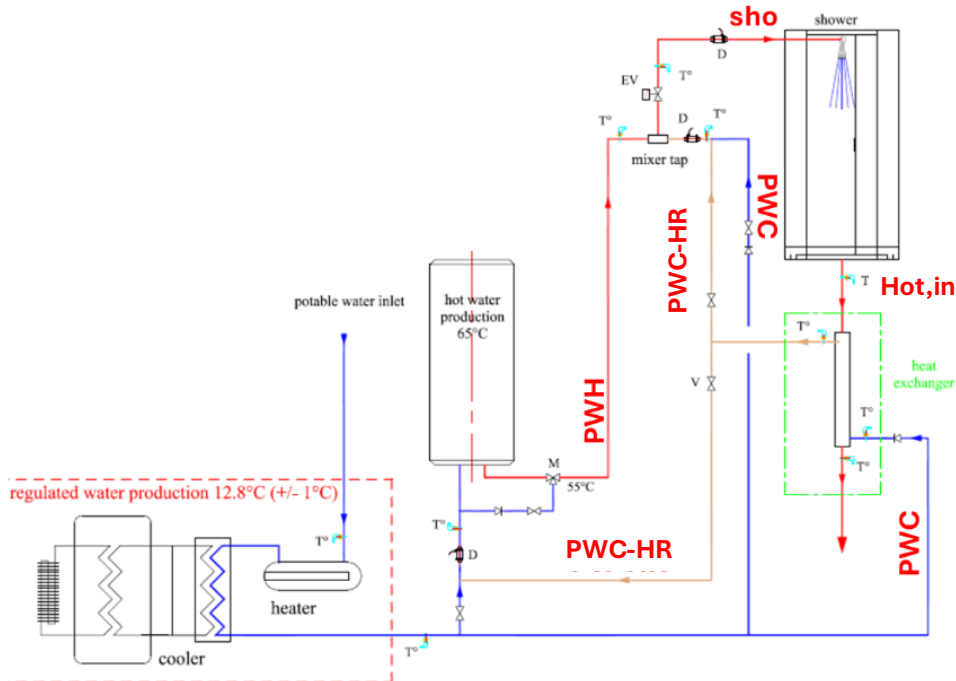 sho
shower
D
T°
EV
D
T°
T°
mixer tap
PWC
PWC-HR
T
Hot,in
potable water inlet
hot water
production
65°C
T°
heat
exchanger
V
PWH
T°
M
55°C
T°
regulated water production 12.8°C (+/- 1°C)
T°
T°
D
PWC-HR
PWC
heater
cooler
T°